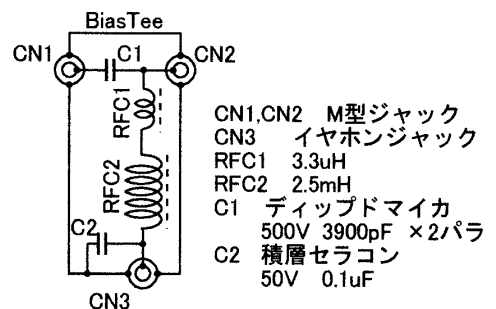 BiasTee
CN1
C1
CN2
RFC1
RFC2
C2
CN3
CN1,CN2 M型ジャック
CN3 イヤホンジャック
RFC1 3.3uH
RFC2 2.5mH
C1 ディップドマイカ
500V 3900pF ×2パラ
C2 積層セラコン
50V 0.1uF